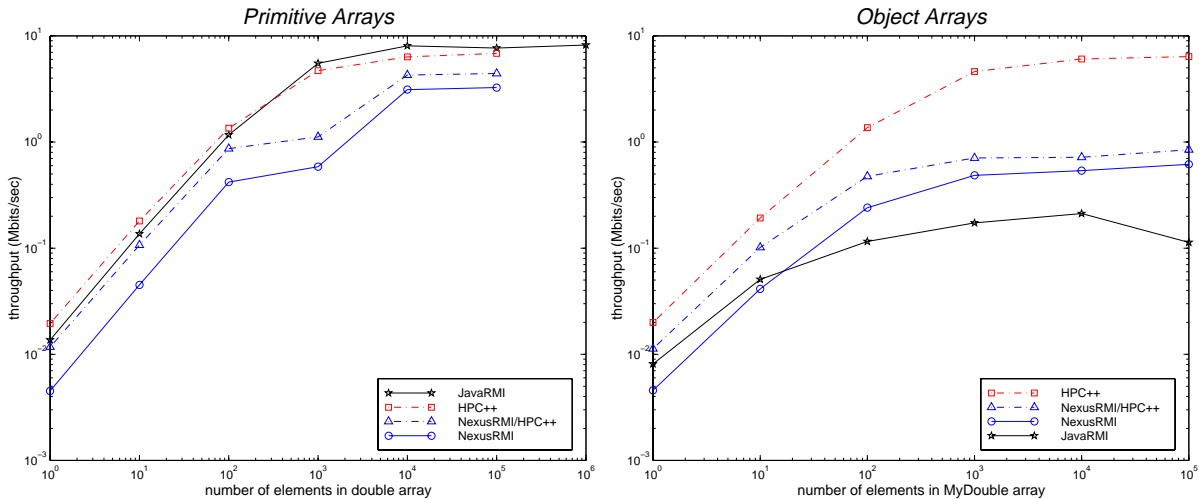 Primitive Arrays
throughput (Mbits/sec)
10^1
10^0
10^-1
10^-2
10^-3
10^0 10^1 10^2 10^3 10^4 10^5 10^6
number of elements in double array
JavaRMI
HPC++
NexusRMI/HPC++
NexusRMI
Object Arrays
throughput (Mbits/sec)
10^1
10^0
10^-1
10^-2
10^-3
10^0 10^1 10^2 10^3 10^4 10^5
number of elements in MyDouble array
HPC++
NexusRMI/HPC++
NexusRMI
JavaRMI